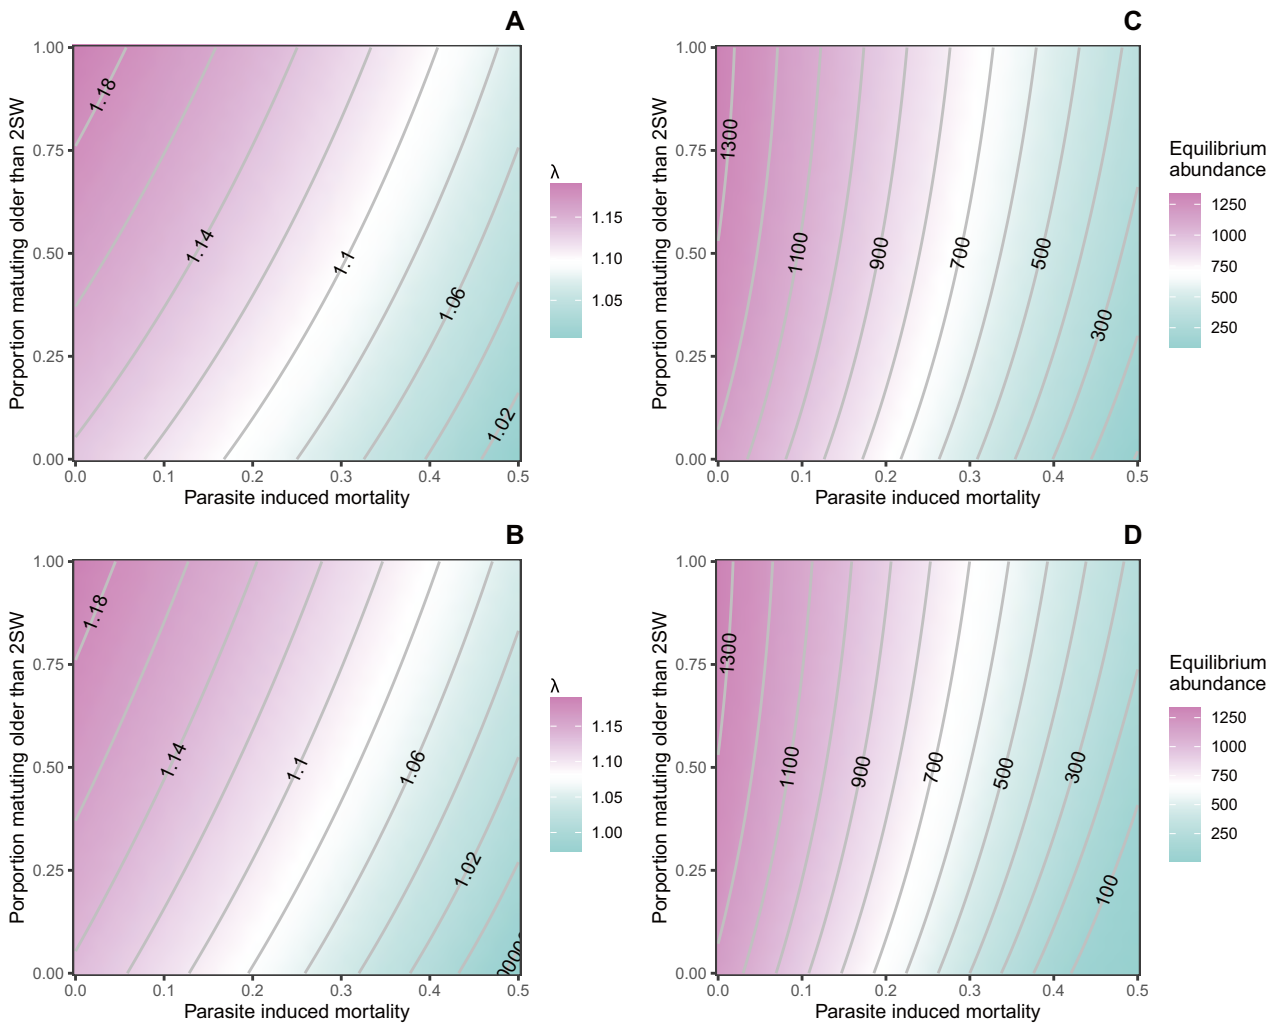 A
1.00
0.75
0.50
0.25
0.00
Porportion matuting older than 2SW
1.18
1.14
1.1
1.06
1.02
0.0 0.1 0.2 0.3 0.4 0.5
Parasite induced mortality
λ
1.15
1.10
1.05
C
1.00
0.75
0.50
0.25
0.00
Porportion matuting older than 2SW
1300
1100
900
700
500
300
0.0 0.1 0.2 0.3 0.4 0.5
Parasite induced mortality
Equilibrium
abundance
1250
1000
750
500
250
B
1.00
0.75
0.50
0.25
0.00
Porportion matuting older than 2SW
1.18
1.14
1.1
1.06
1.02
0.0 0.1 0.2 0.3 0.4 0.5
Parasite induced mortality
λ
1.15
1.10
1.05
1.00
D
1.00
0.75
0.50
0.25
0.00
Porportion matuting older than 2SW
1300
1100
900
700
500
300
100
0.0 0.1 0.2 0.3 0.4 0.5
Parasite induced mortality
Equilibrium
abundance
1250
1000
750
500
250